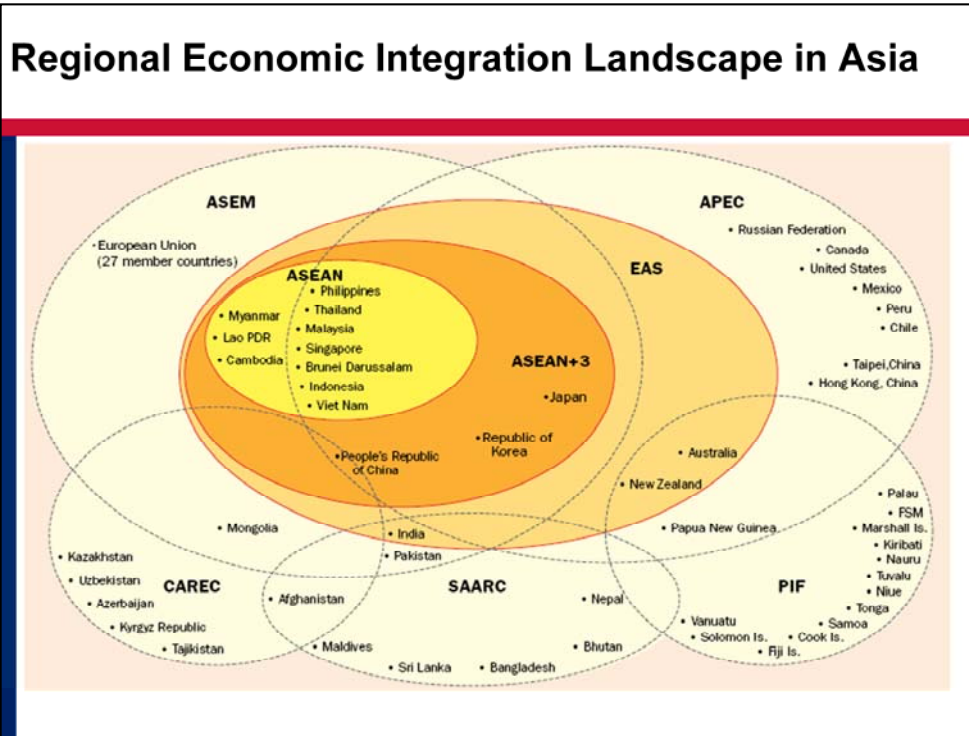 Regional Economic Integration Landscape in Asia
ASEM
APEC
• Russian Federation
• European Union
(27 member countries)
• Canada
EAS
• United States
ASEAN
• Philippines
• Mexico
• Myanmar
• Thailand
• Peru
• Malaysia
• Chile
• Lao PDR
• Singapore
• Cambodia
ASEAN+3
• Brunei Darussalam
• Taipei,China
• Indonesia
• Hong Kong, China
• Viet Nam
• Japan
• Republic of
Korea
• People's Republic
of China
• Australia
• New Zealand
• Palau
• FSM
• Mongolia
• India
• Papua New Guinea
• Marshall Is.
• Kiribati
• Kazakhstan
• Pakistan
• Nauru
• Uzbekistan
CAREC
SAARC
PIF
• Tuvalu
• Niue
• Azerbaijan
• Afghanistan
• Nepal
• Tonga
• Kyrgyz Republic
• Vanuatu
• Samoa
• Solomon Is.
• Cook Is.
• Tajikistan
• Maldives
• Bhutan
• Fiji Is.
• Sri Lanka
• Bangladesh